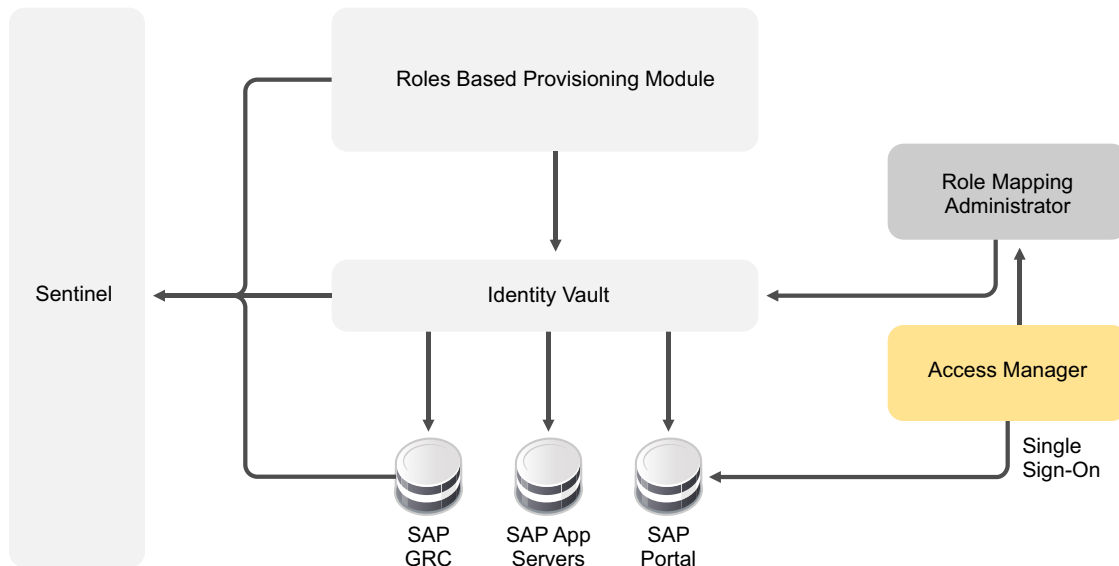 Roles Based Provisioning Module
Role Mapping
Administrator
Sentinel
Identity Vault
Access Manager
Single
Sign-On
SAP
GRC
SAP App
Servers
SAP
Portal